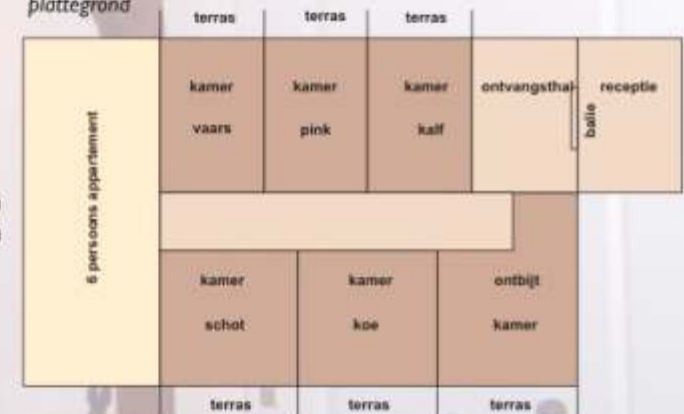 plattegrond
terras terras terras
kamer kamer kamer ontvangsthal receptie
vaars pink kalf balie
6 persoons appartement
kamer kamer ontbijt
schot koe kamer
terras terras terras